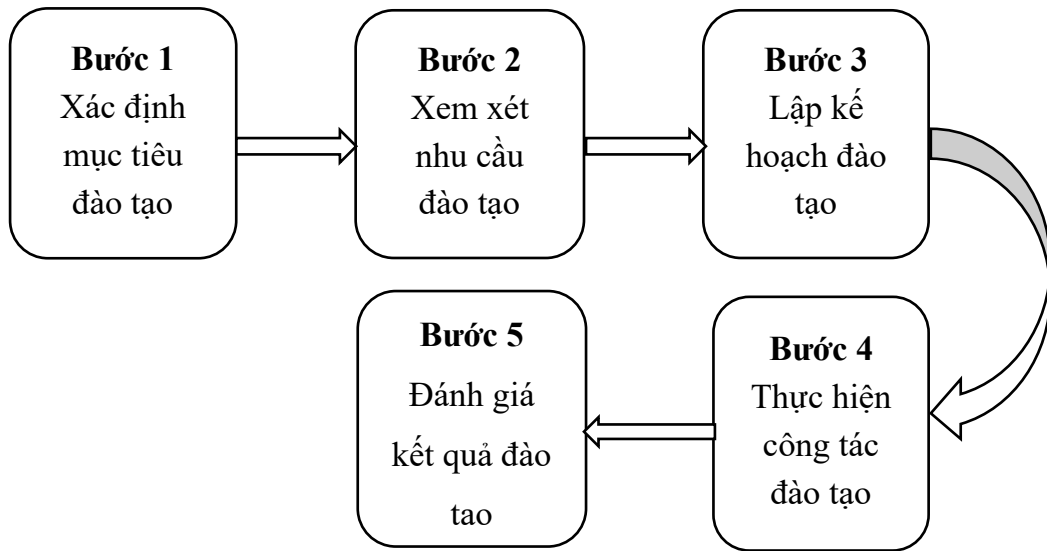 Bước 1
Xác định
mục tiêu
đào tạo
Bước 2
Xem xét
nhu cầu
đào tạo
Bước 3
Lập kế
hoạch đào
tạo
Bước 4
Thực hiện
công tác
đào tạo
Bước 5
Đánh giá
kết quả đào
tao